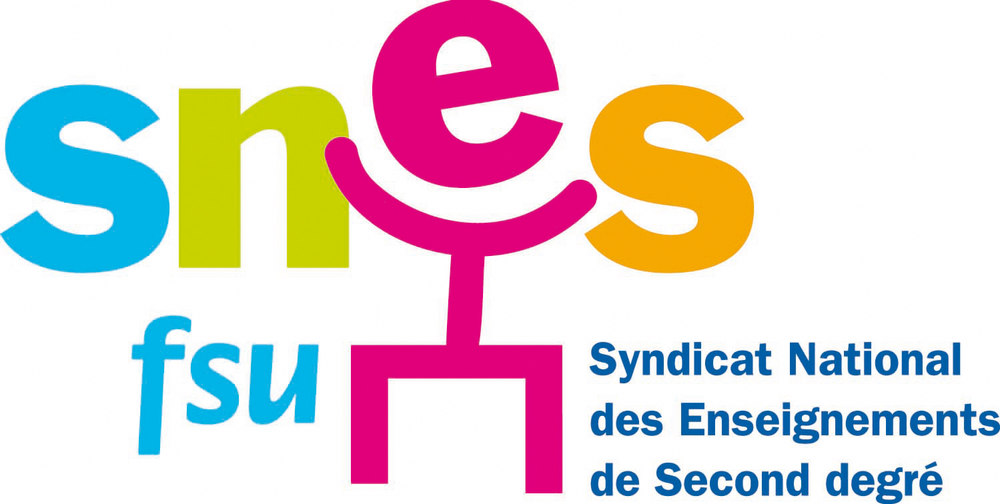 snes
fsu
Syndicat National
des Enseignements
de Second degré